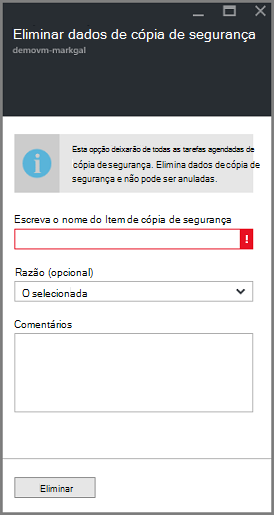 Eliminar dados de cópia de segurança
demovm-markgal
Esta opção deixarão de todas as tarefas agendadas de
cópia de segurança. Elimina dados de cópia de
segurança e não pode ser anuladas.
Escreva o nome do Item de cópia de segurança
!
Razão (opcional)
O selecionada
Comentários
Eliminar